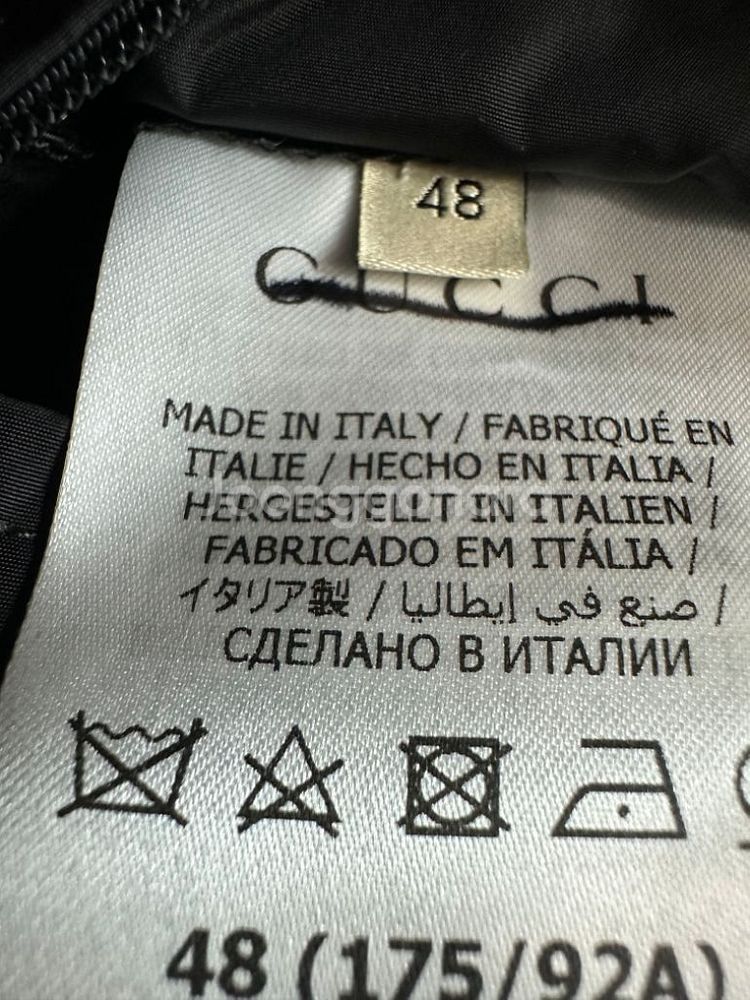 48
GUCCI
MADE IN ITALY / FABRIQUÉ EN
ITALIE / HECHO EN ITALIA /
HERGESTELLT IN ITALIEN /
FABRICADO EM ITÁLIA /
イタリア製 / صنع في إيطاليا /
СДЕЛАНО В ИТАЛИИ
48 (175/92A)